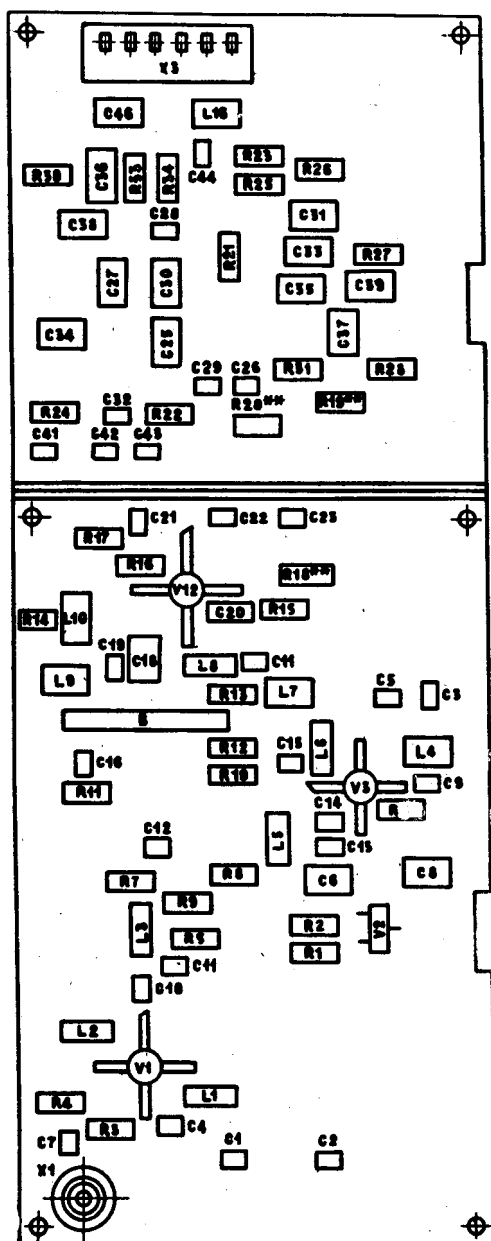 X3
C46 L16
R23
C44
R30 C36 R33 R34 R25 R26
C38 C28 C31
R21 C33 R27
C27 C30 C35 C39
C34 C25 C37
C29 C26 R31 R23
R24 C32 R22 R20** R19**
C41 C42 C43
C21 C22 C23
R17
R16 V12 R18**
R14 L10 C20 R15
C19 C18 L8 C11
L9 R13 L7 C5 C3
B
R12 C15 L6 L4
C16 R10 V3 C9
R11 C14 R
C12 L5 C15
R7 R8 C6 C8
R9
L3 R5 R2 V2
C11 R1
C10
L2
V1
R4 L1
C7 R3 C4 C1 C2
X1